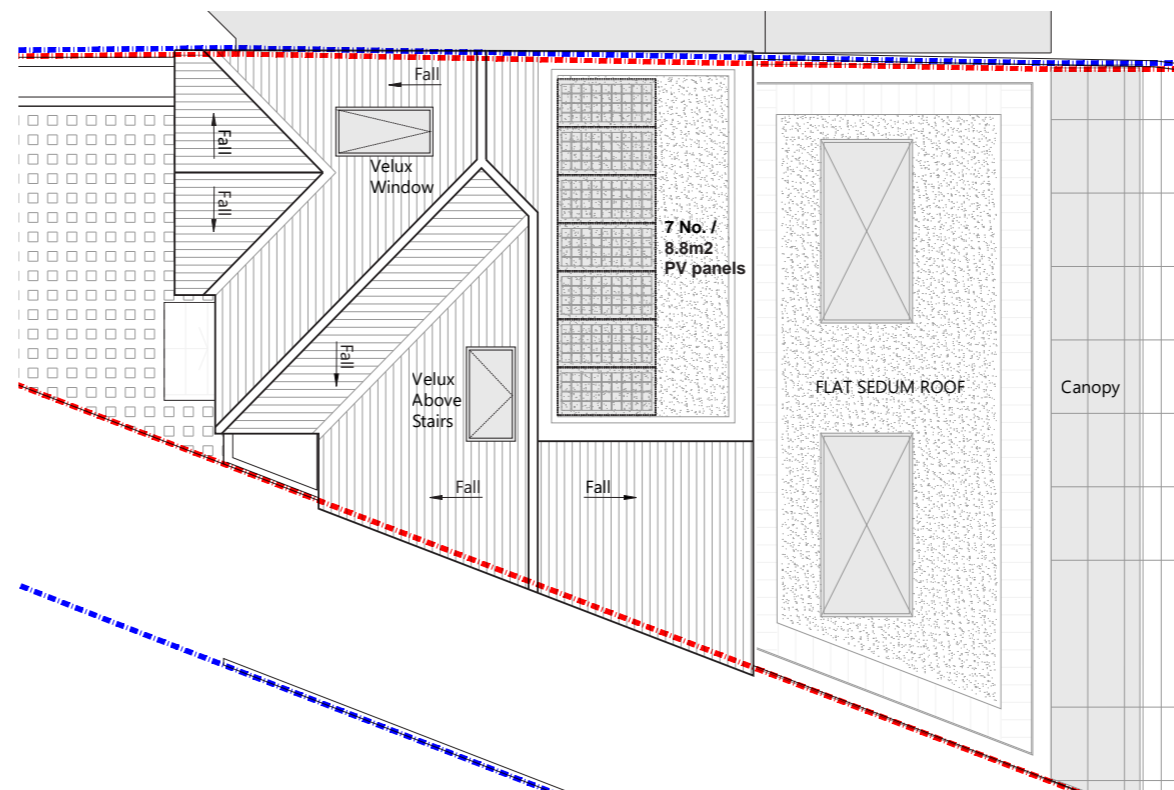 Fall
Velux
Window
Fall
Fall
7 No. /
8.8m2
PV panels
Fall
Velux
Above
Stairs
FLAT SEDUM ROOF
Canopy
Fall
Fall